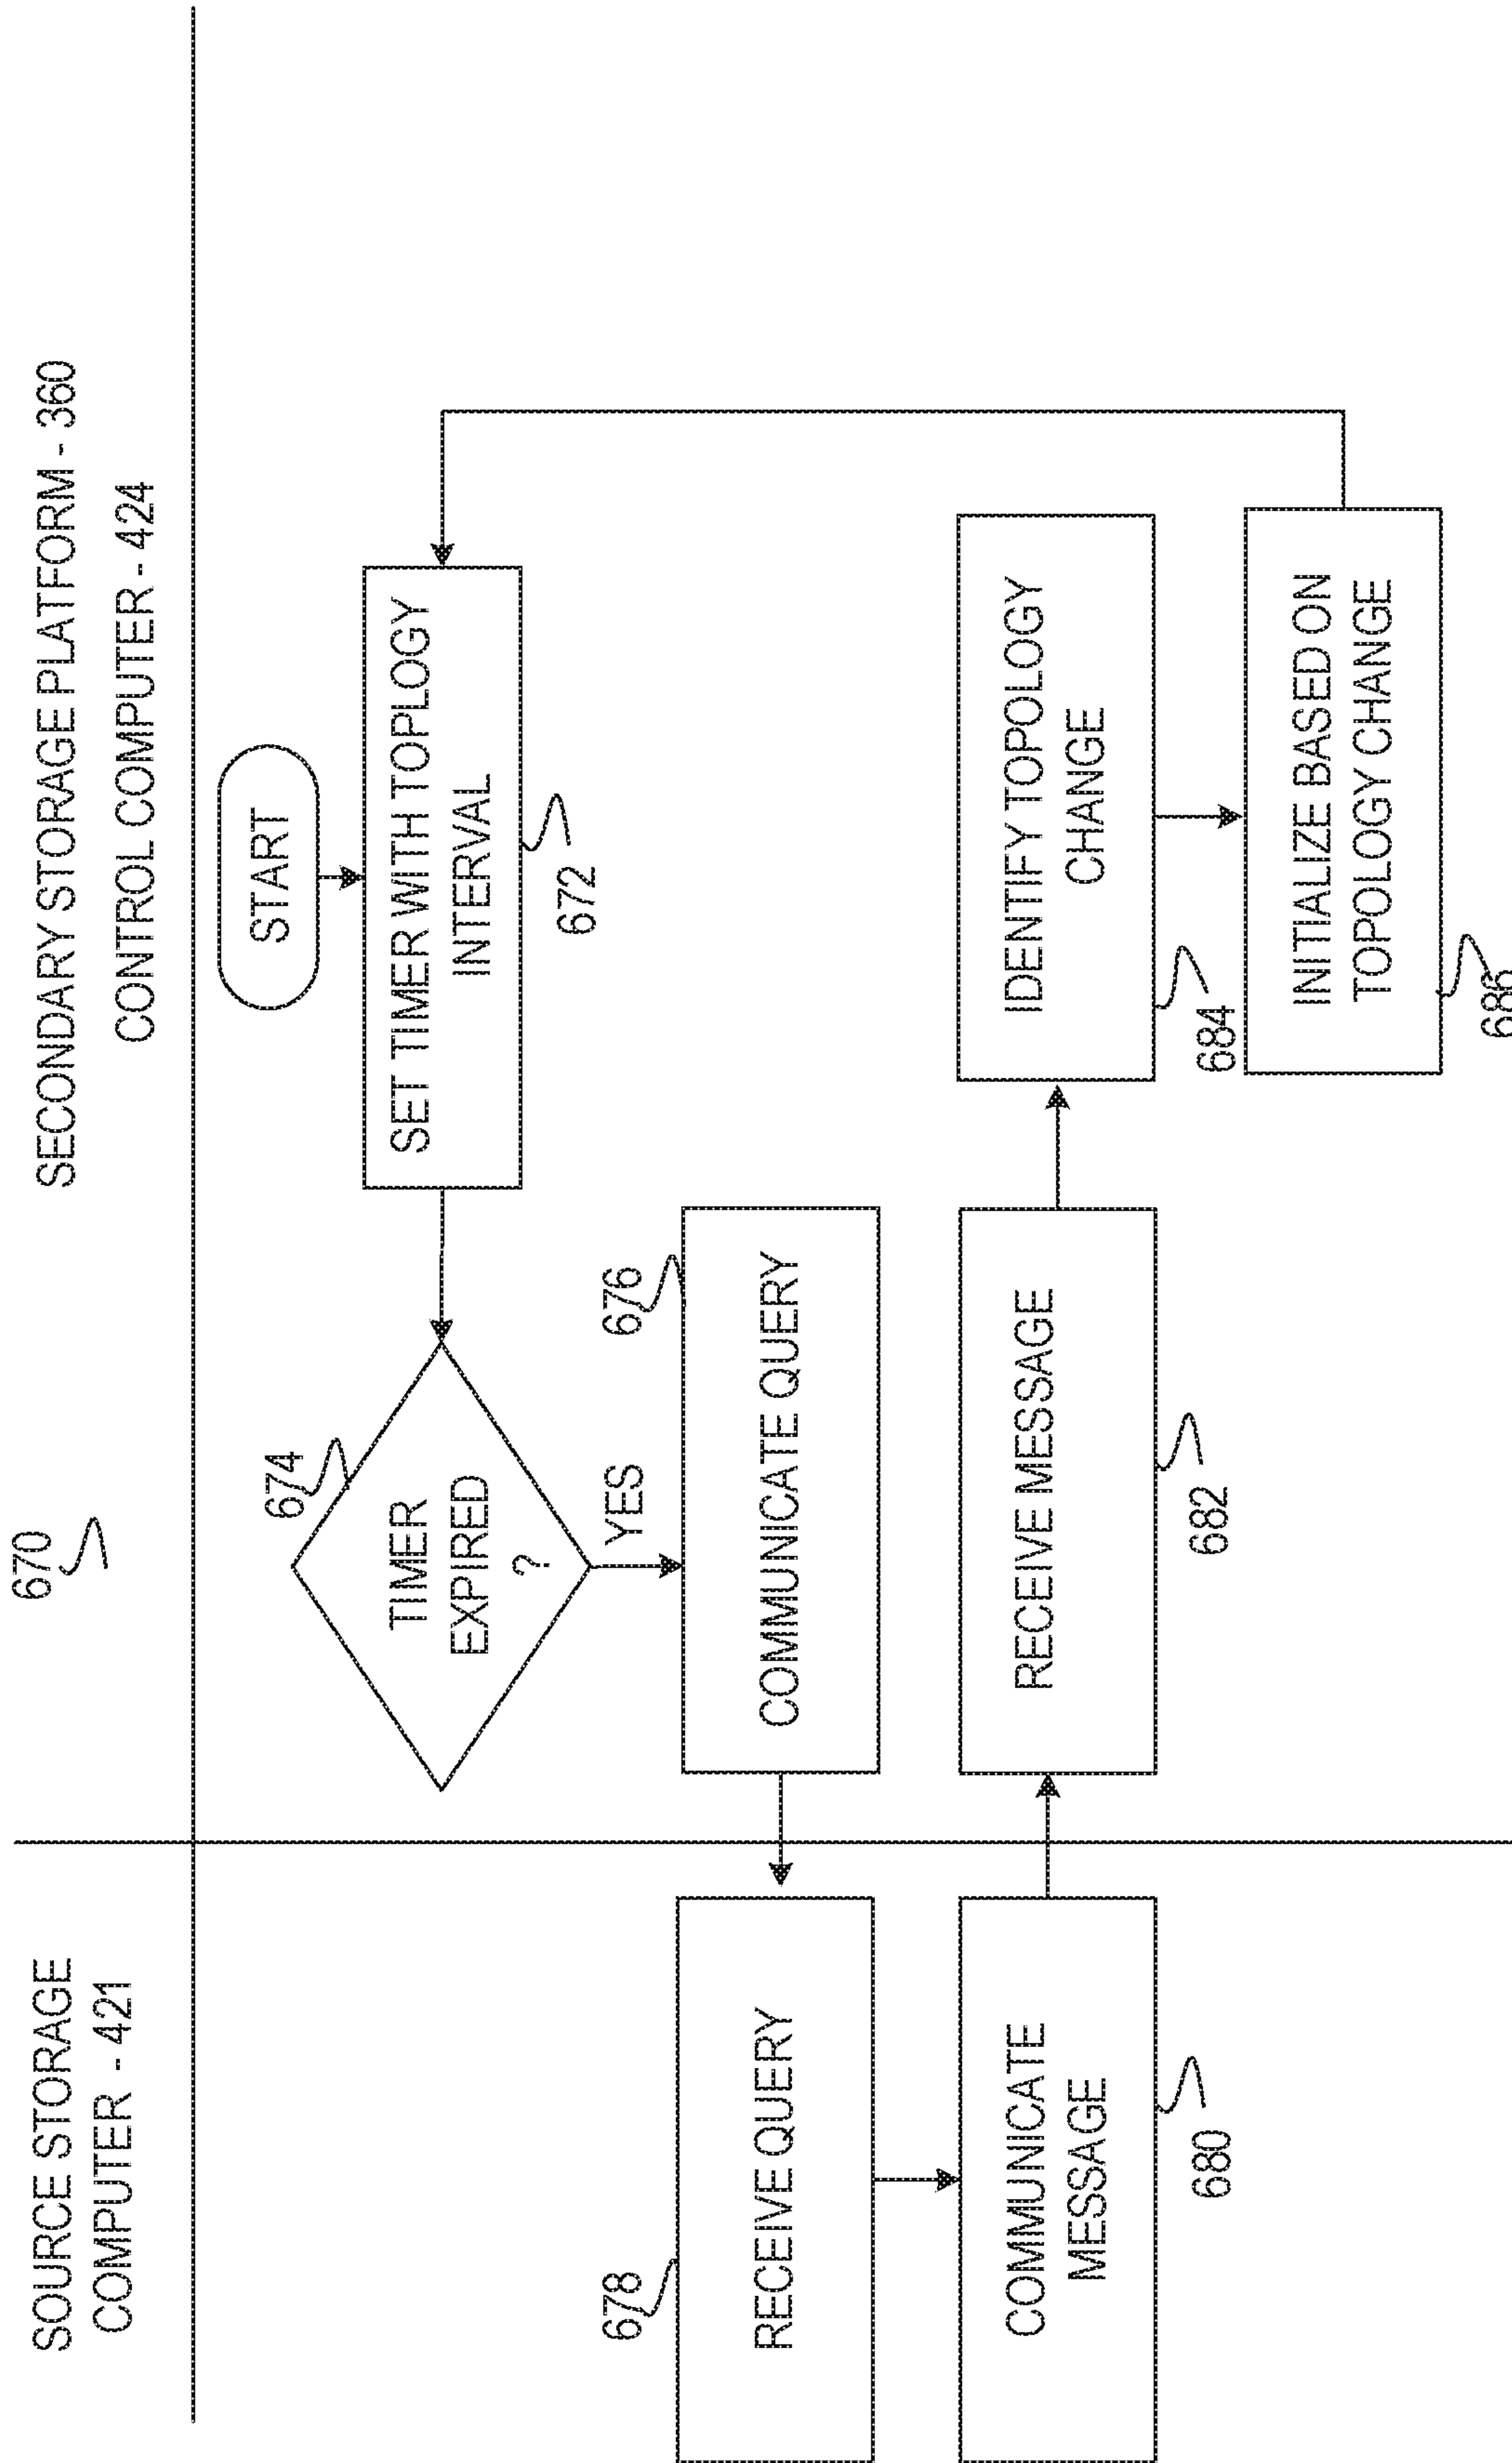 670
SOURCE STORAGE
COMPUTER - 421
SECONDARY STORAGE PLATFORM - 360
CONTROL COMPUTER - 424
START
SET TIMER WITH TOPLOGY
INTERVAL
672
674
TIMER
EXPIRED
?
YES
676
COMMUNICATE QUERY
678
RECEIVE QUERY
COMMUNICATE
MESSAGE
680
RECEIVE MESSAGE
682
IDENTIFY TOPOLOGY
CHANGE
684
INITIALIZE BASED ON
TOPOLOGY CHANGE
686